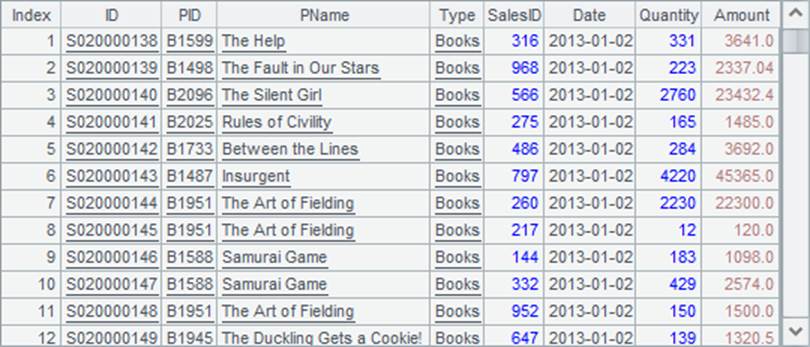 Index ID PID PName Type SalesID Date Quantity Amount
1 S020000138 B1599 The Help Books 316 2013-01-02 331 3641.0
2 S020000139 B1498 The Fault in Our Stars Books 968 2013-01-02 223 2337.04
3 S020000140 B2096 The Silent Girl Books 566 2013-01-02 2760 23432.4
4 S020000141 B2025 Rules of Civility Books 275 2013-01-02 165 1485.0
5 S020000142 B1733 Between the Lines Books 486 2013-01-02 284 3692.0
6 S020000143 B1487 Insurgent Books 797 2013-01-02 4220 45365.0
7 S020000144 B1951 The Art of Fielding Books 260 2013-01-02 2230 22300.0
8 S020000145 B1951 The Art of Fielding Books 217 2013-01-02 12 120.0
9 S020000146 B1588 Samurai Game Books 144 2013-01-02 183 1098.0
10 S020000147 B1588 Samurai Game Books 332 2013-01-02 429 2574.0
11 S020000148 B1951 The Art of Fielding Books 952 2013-01-02 150 1500.0
12 S020000149 B1945 The Duckling Gets a Cookie! Books 647 2013-01-02 139 1320.5